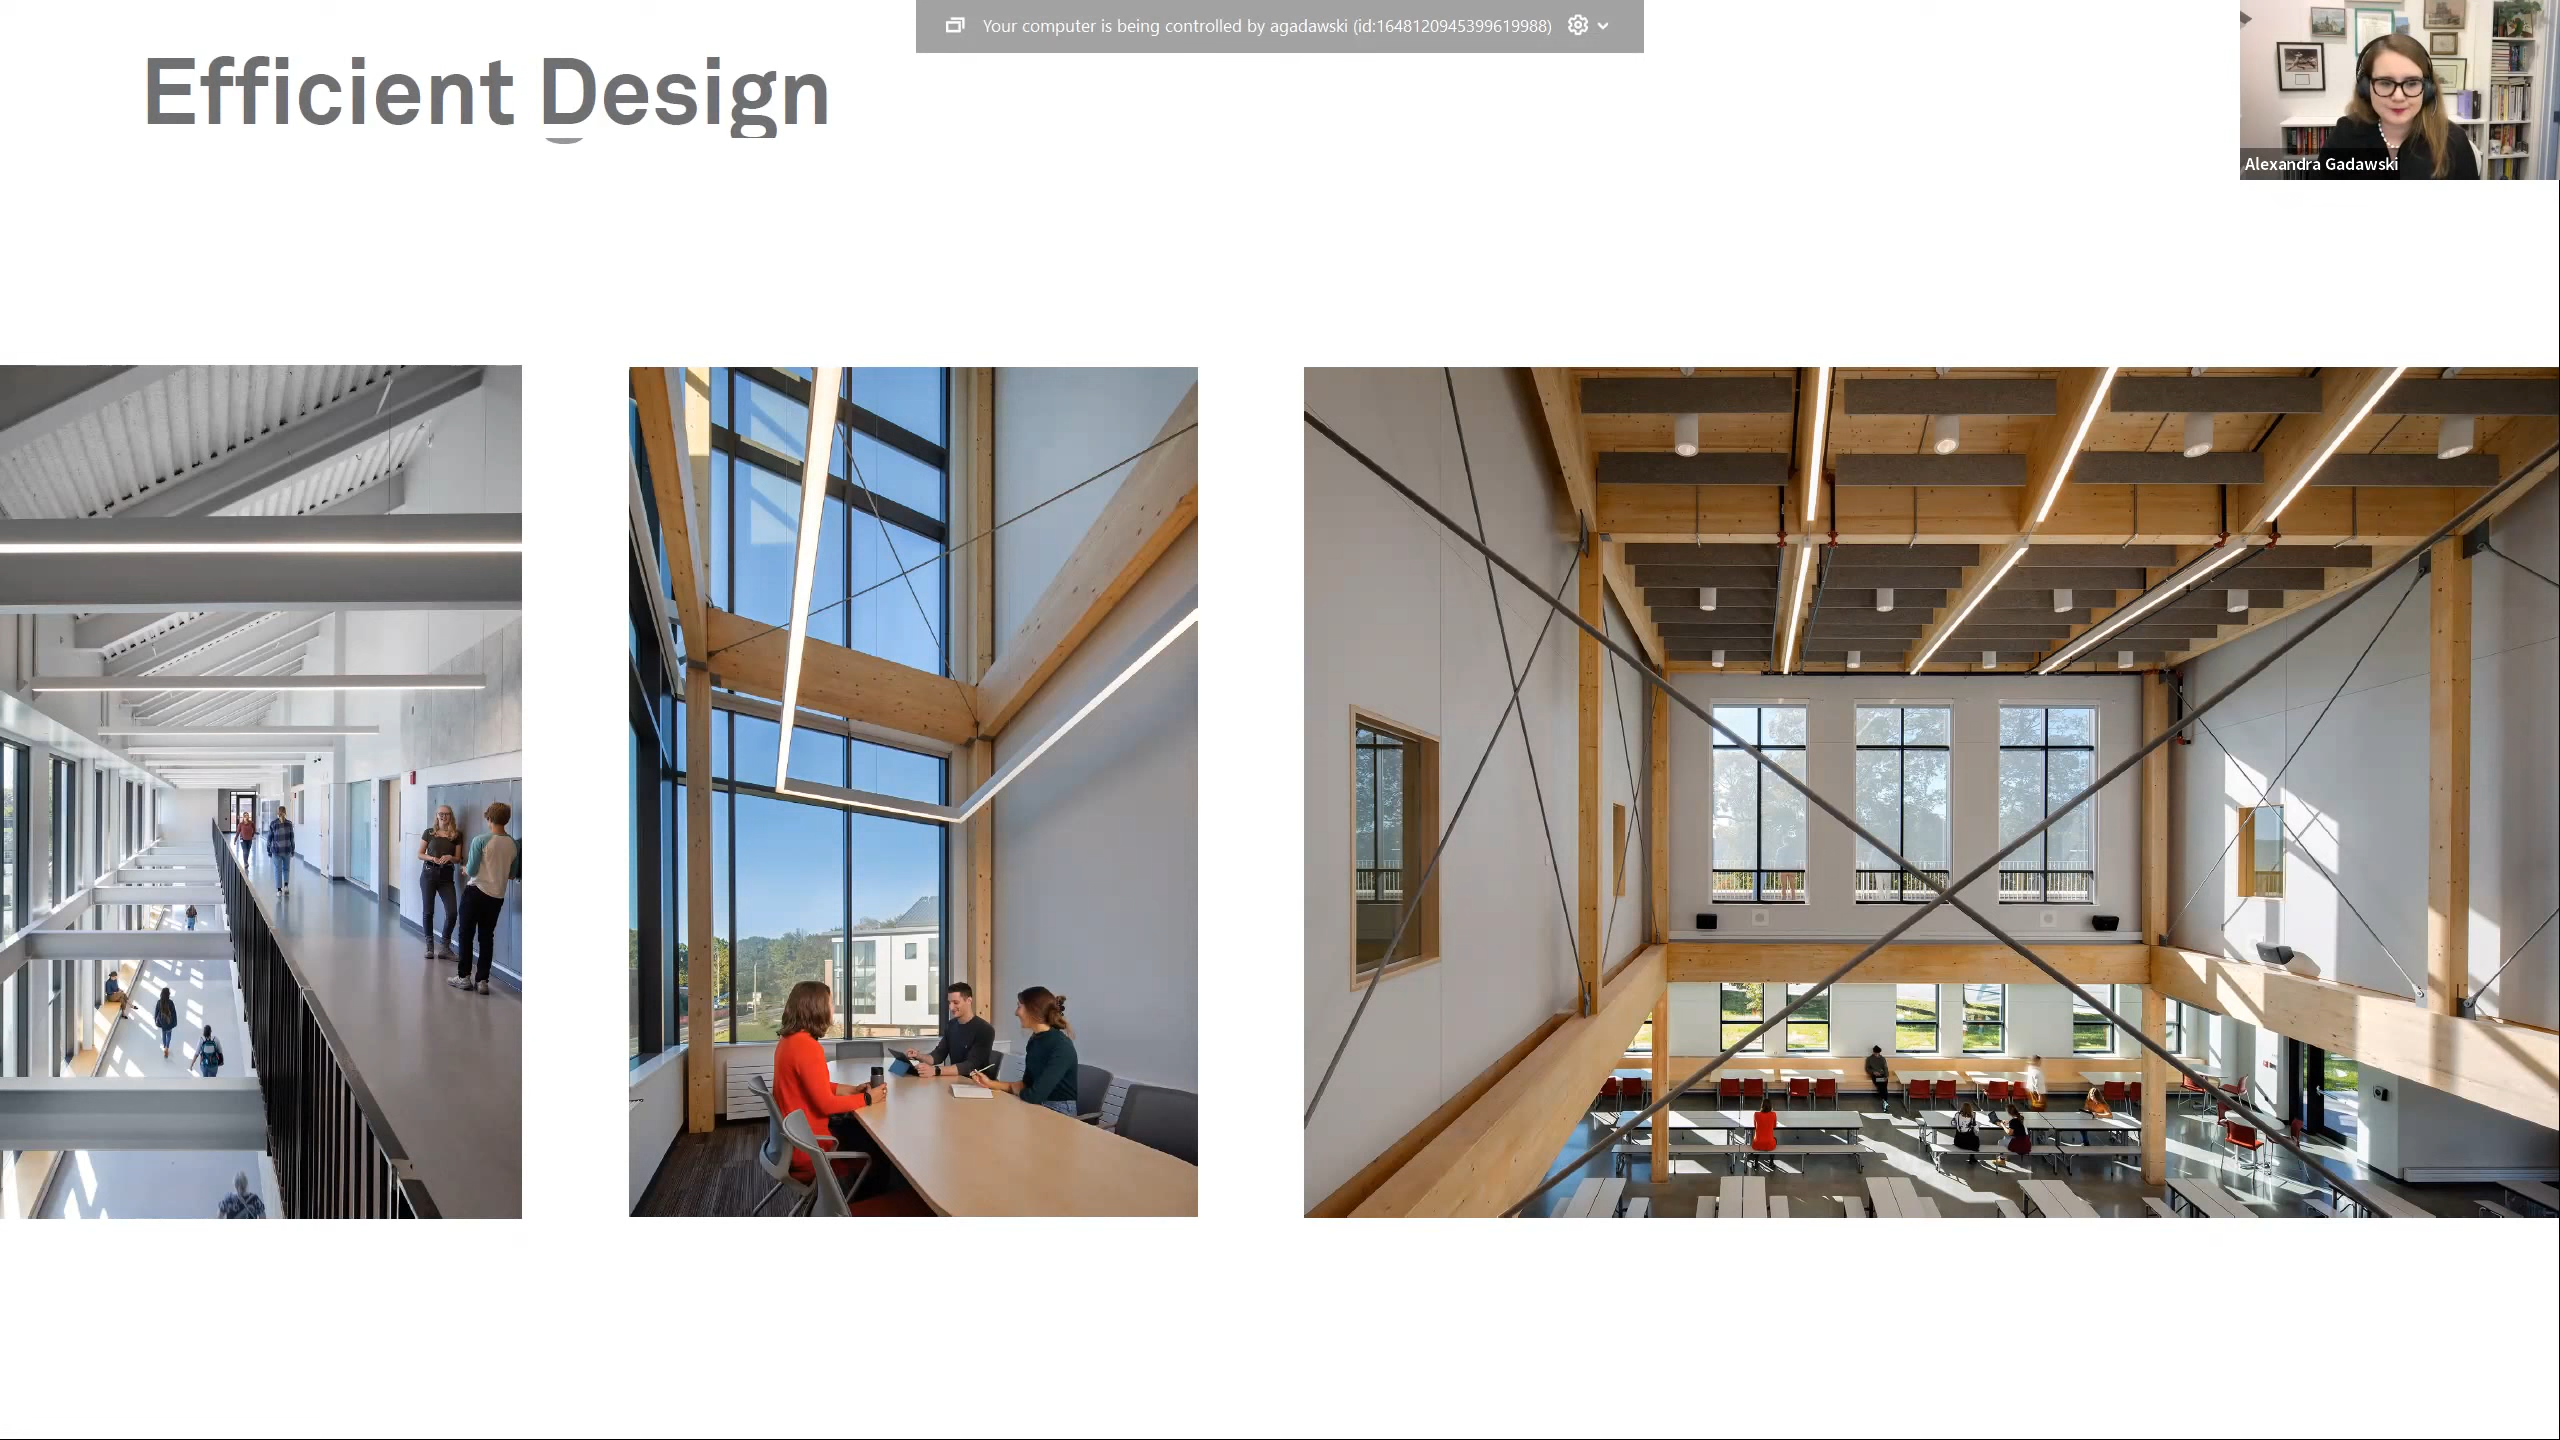 Your computer is being controlled by agadawski (id:1648120945399619988)
Efficient Design
Alexandra Gadawski